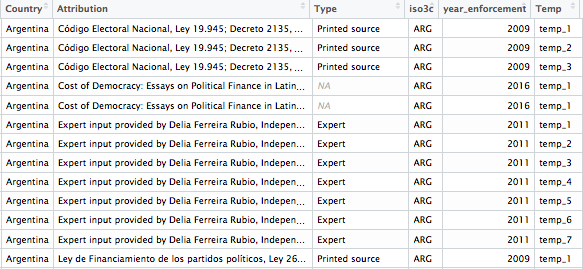 Country Attribution Type iso3c year_enforcement Temp
Argentina Código Electoral Nacional, Ley 19.945; Decreto 2135, ... Printed source ARG 2009 temp_1
Argentina Código Electoral Nacional, Ley 19.945; Decreto 2135, ... Printed source ARG 2009 temp_2
Argentina Código Electoral Nacional, Ley 19.945; Decreto 2135, ... Printed source ARG 2009 temp_3
Argentina Cost of Democracy: Essays on Political Finance in Latin... NA ARG 2016 temp_1
Argentina Cost of Democracy: Essays on Political Finance in Latin... NA ARG 2016 temp_1
Argentina Expert input provided by Delia Ferreira Rubio, Indepen... Expert ARG 2011 temp_1
Argentina Expert input provided by Delia Ferreira Rubio, Indepen... Expert ARG 2011 temp_2
Argentina Expert input provided by Delia Ferreira Rubio, Indepen... Expert ARG 2011 temp_3
Argentina Expert input provided by Delia Ferreira Rubio, Indepen... Expert ARG 2011 temp_4
Argentina Expert input provided by Delia Ferreira Rubio, Indepen... Expert ARG 2011 temp_5
Argentina Expert input provided by Delia Ferreira Rubio, Indepen... Expert ARG 2011 temp_6
Argentina Expert input provided by Delia Ferreira Rubio, Indepen... Expert ARG 2011 temp_7
Argentina Ley de Financiamiento de los partidos políticos, Ley 26... Printed source ARG 2009 temp_1